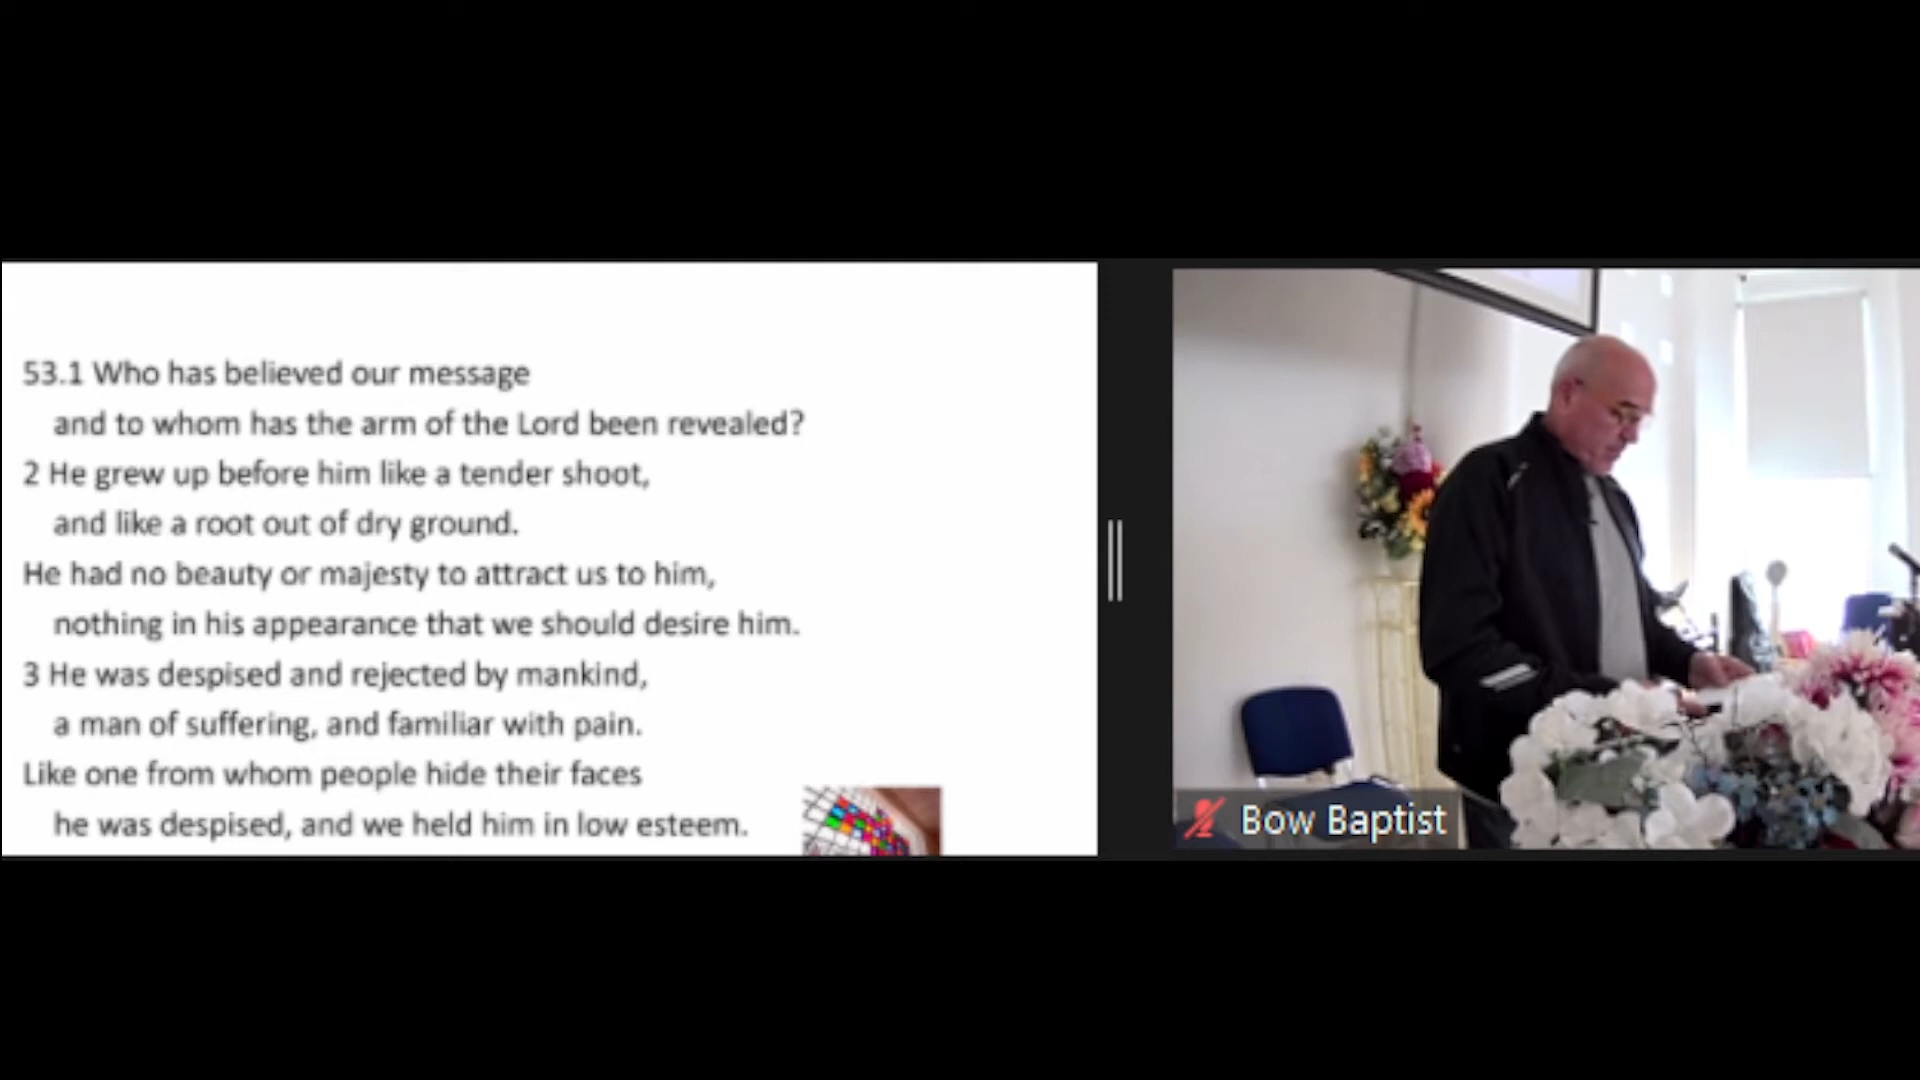 53.1 Who has believed our message
and to whom has the arm of the Lord been revealed?
2 He grew up before him like a tender shoot,
and like a root out of dry ground.
He had no beauty or majesty to attract us to him,
nothing in his appearance that we should desire him.
3 He was despised and rejected by mankind,
a man of suffering, and familiar with pain.
Like one from whom people hide their faces
he was despised, and we held him in low esteem.
Bow Baptist